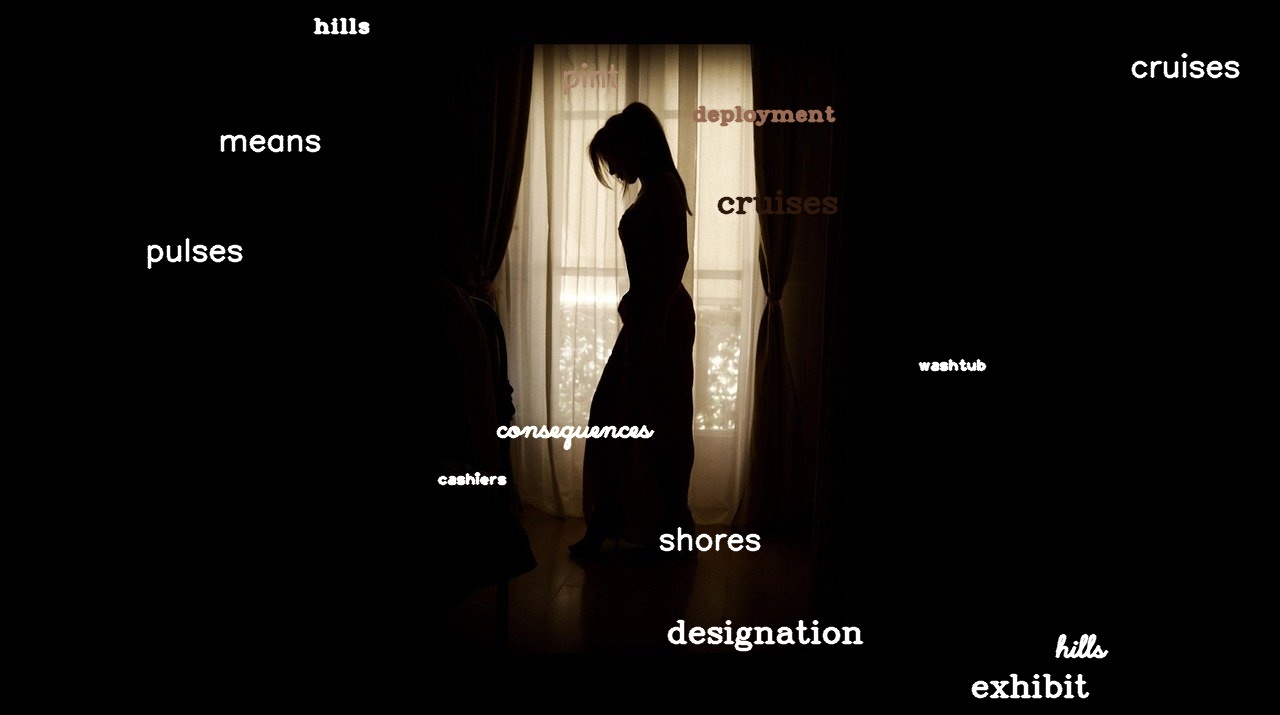 hills
cruises
pint
deployment
means
cruises
pulses
washtub
consequences
cashiers
shores
designation
hills
exhibit